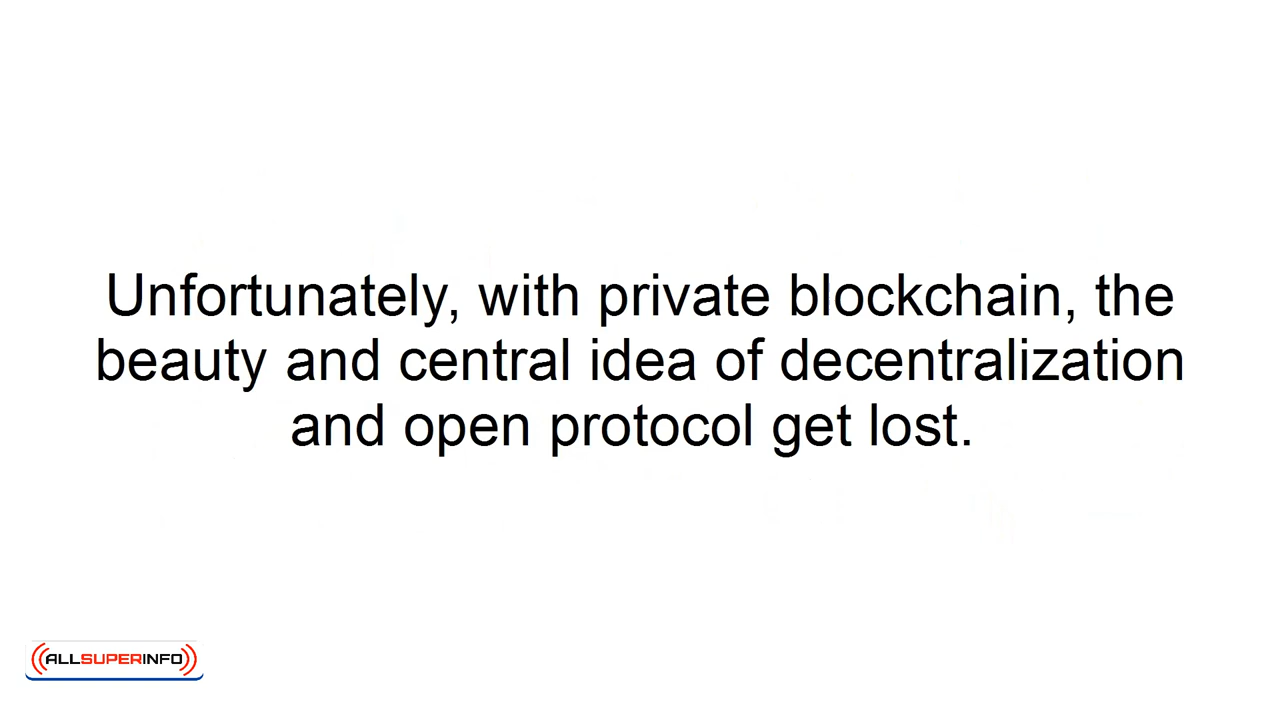 Unfortunately, with private blockchain, the
beauty and central idea of decentralization
and open protocol get lost.
ALLSUPERINFO